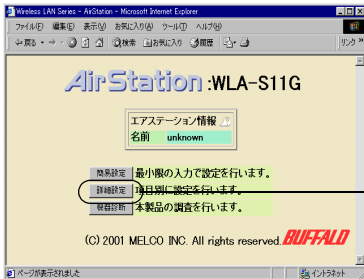 Wireless LAN Series - AirStation - Microsoft Internet Explorer
ファイル(F) 編集(E) 表示(V) お気に入り(A) ツール(T) ヘルプ(H)
戻る 検索 お気に入り 履歴 リンク »
AirStation :WLA-S11G
エアステーション情報
名前 unknown
簡易設定 最小限の入力で設定を行います。
詳細設定 項目別に設定を行います。
機器診断 本製品の調査を行います。
(C) 2001 MELCO INC. All rights reserved. BUFFALO
ページが表示されました イントラネット